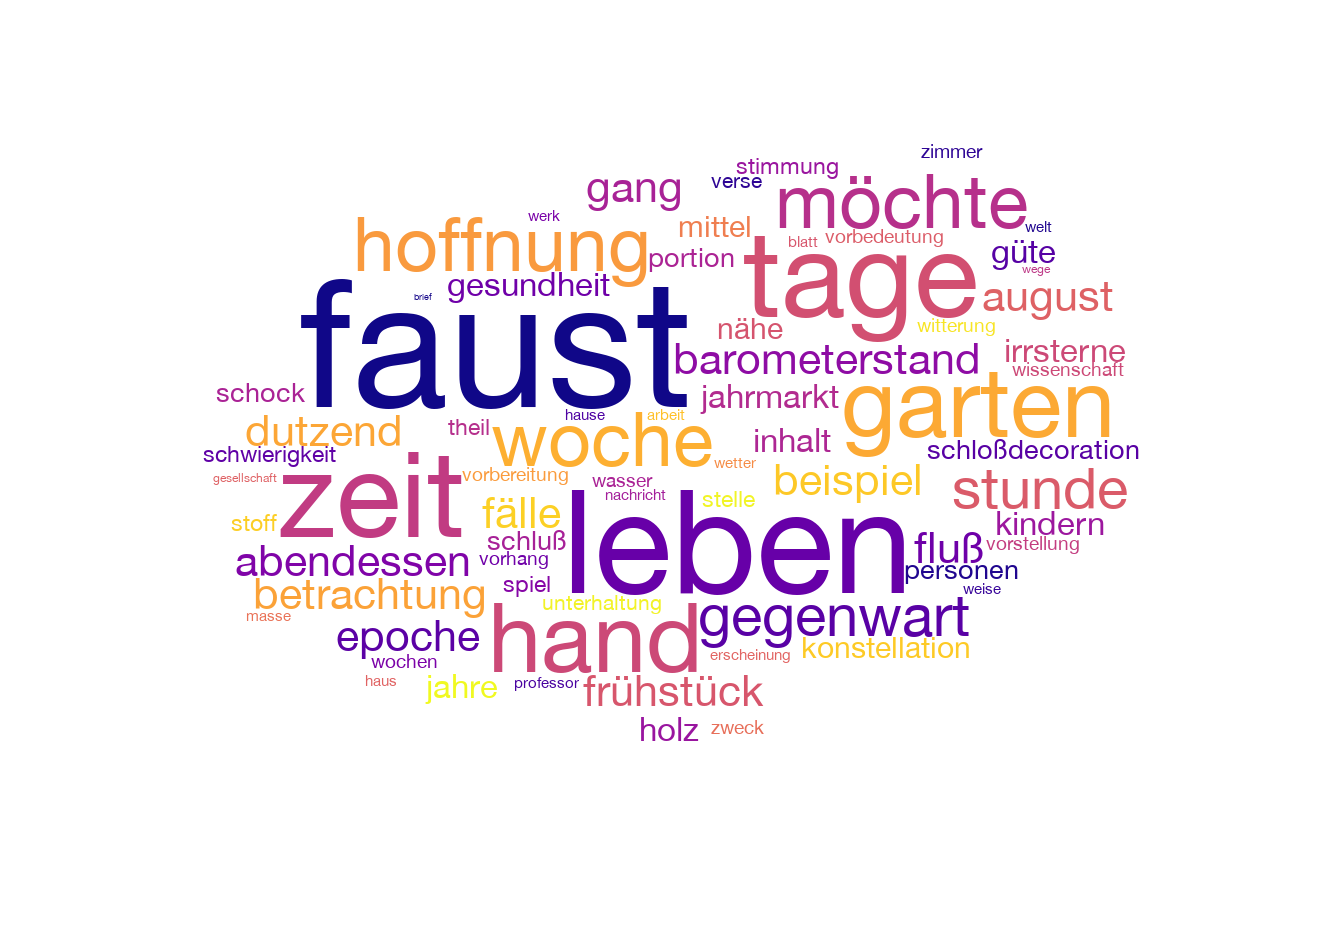 zimmer
stimmung
verse
gang
möchte
werk
hoffnung
mittel
welt
blatt
vorbedeutung
güte
portion
tage
wege
gesundheit
brief
august
faust
nähe
witterung
barometerstand
irrsterne
wissenschaft
schock
jahrmarkt
garten
hause
arbeit
dutzend
theil
woche
inhalt
schloßdecoration
schwierigkeit
wetter
gesellschaft
zeit
vorbereitung
wasser
beispiel
stunde
nachricht
stelle
stoff
fälle
kindern
schluß
leben
fluß
vorstellung
abendessen
vorhang
personen
spiel
weise
betrachtung
unterhaltung
masse
gegenwart
epoche
hand
konstellation
wochen
erscheinung
haus
jahre
professor
frühstück
holz
zweck